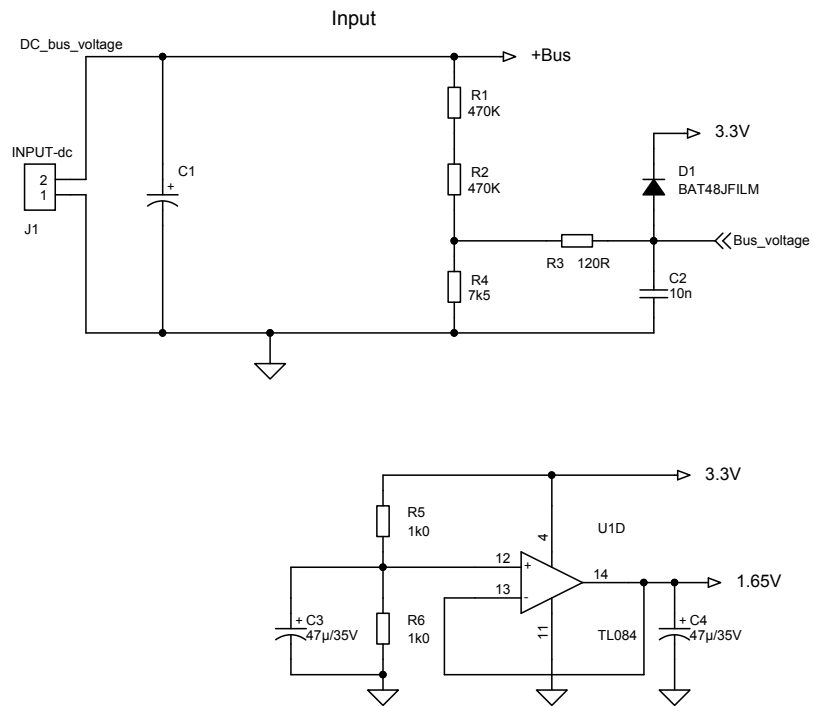 Input
DC_bus_voltage
+Bus
R1
470K
3.3V
INPUT-dc
2
1
J1
C1
+
R2
470K
D1
BAT48JFILM
Bus_voltage
R3 120R
R4
7k5
C2
10n
3.3V
R5
1k0
4
U1D
12
+
14
1.65V
13
-
+ C3
47µ/35V
R6
1k0
11
TL084
+ C4
47µ/35V